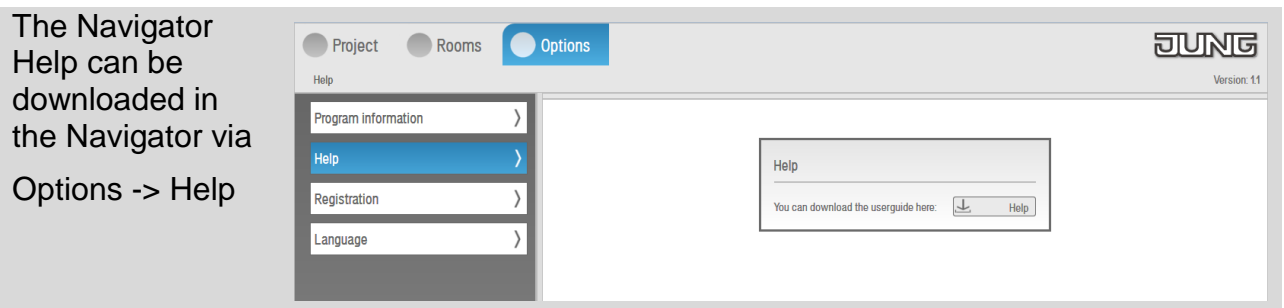 The Navigator
Help can be
downloaded in
the Navigator via
Options -> Help
Project Rooms Options
JUNG
Help
Version: 1.1
Program information
Help
Registration
Language
Help
You can download the userguide here: Help